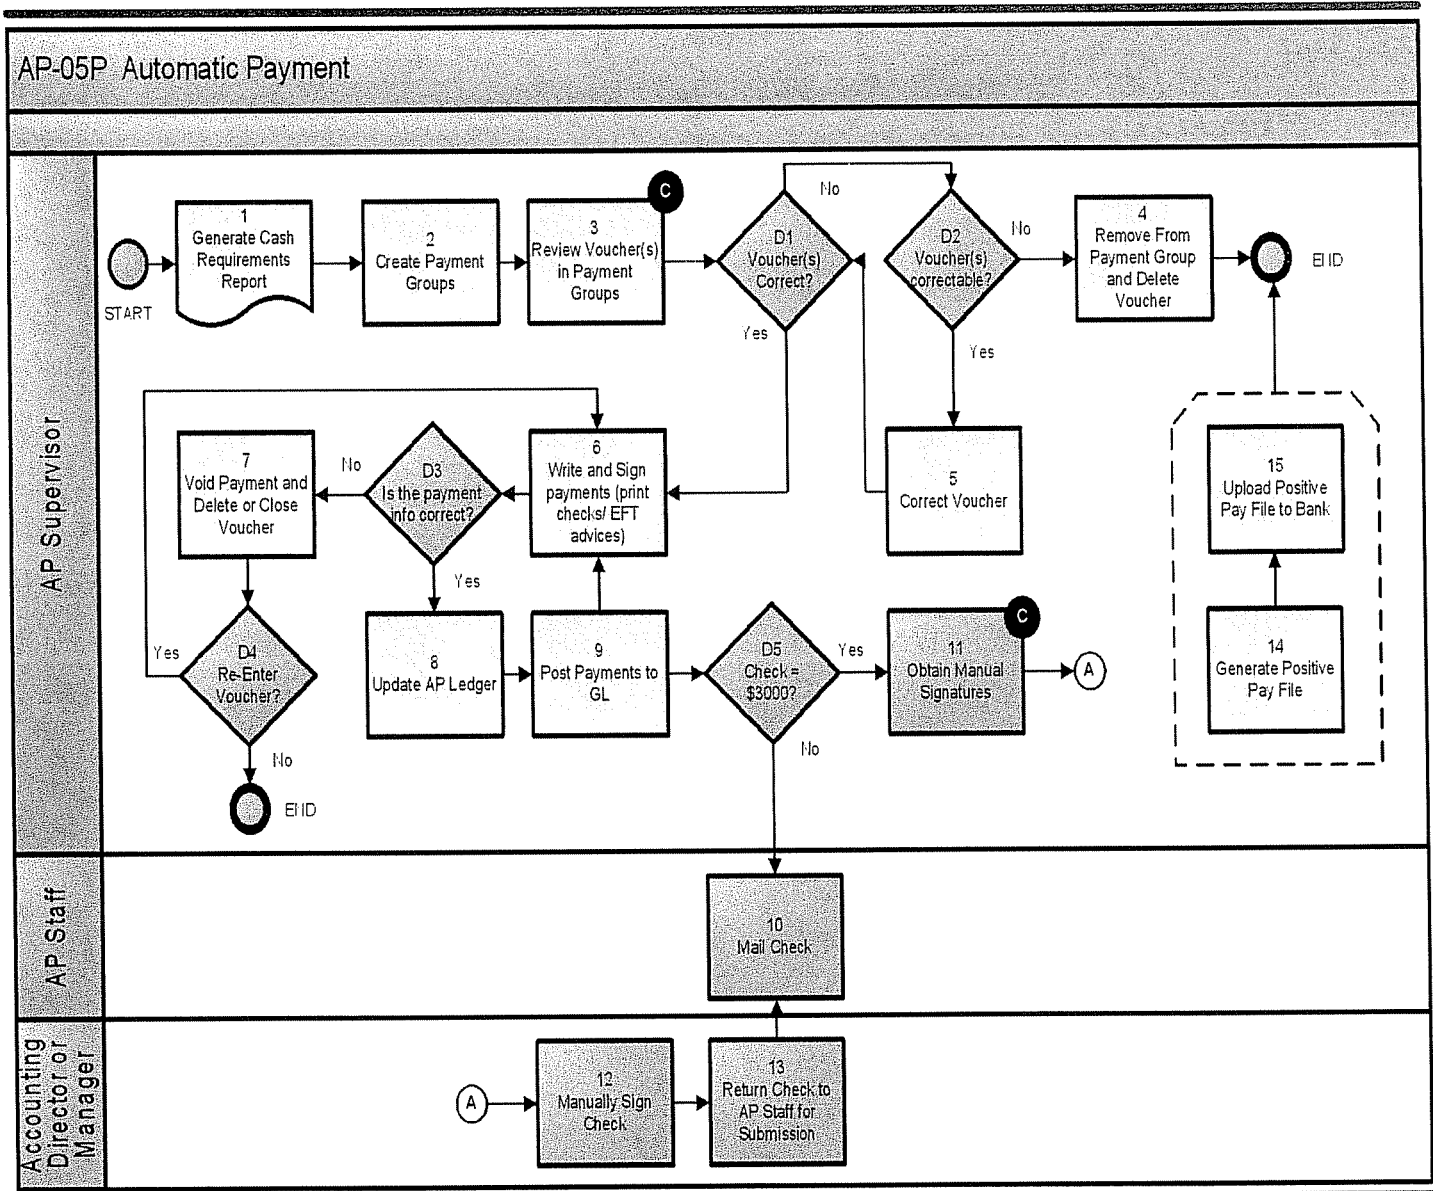 AP-05P Automatic Payment
AP Supervisor
START
1
Generate Cash
Requirements
Report
2
Create Payment
Groups
C
3
Review Voucher(s)
in Payment
Groups
D1
Voucher(s)
Correct?
No
Yes
D2
Voucher(s)
correctable?
No
Yes
4
Remove From
Payment Group
and Delete
Voucher
END
5
Correct Voucher
6
Write and Sign
payments (print
checks/ EFT
advices)
D3
Is the payment
info correct?
No
Yes
7
Void Payment and
Delete or Close
Voucher
D4
Re-Enter
Voucher?
Yes
No
END
8
Update AP Ledger
9
Post Payments to
GL
D5
Check =
$3000?
Yes
No
C
11
Obtain Manual
Signatures
A
15
Upload Positive
Pay File to Bank
14
Generate Positive
Pay File
AP Staff
10
Mail Check
Accounting
Director or
Manager
A
12
Manually Sign
Check
13
Return Check to
AP Staff for
Submission